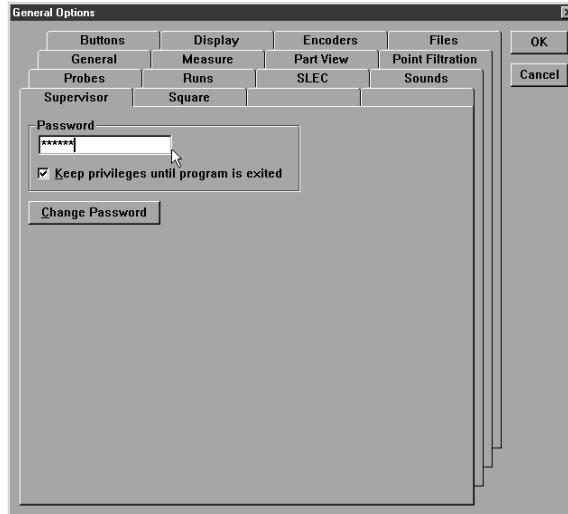 General Options
Buttons Display Encoders Files OK
General Measure Part View Point Filtration
Probes Runs SLEC Sounds Cancel
Supervisor Square
Password
******
Keep privileges until program is exited
Change Password